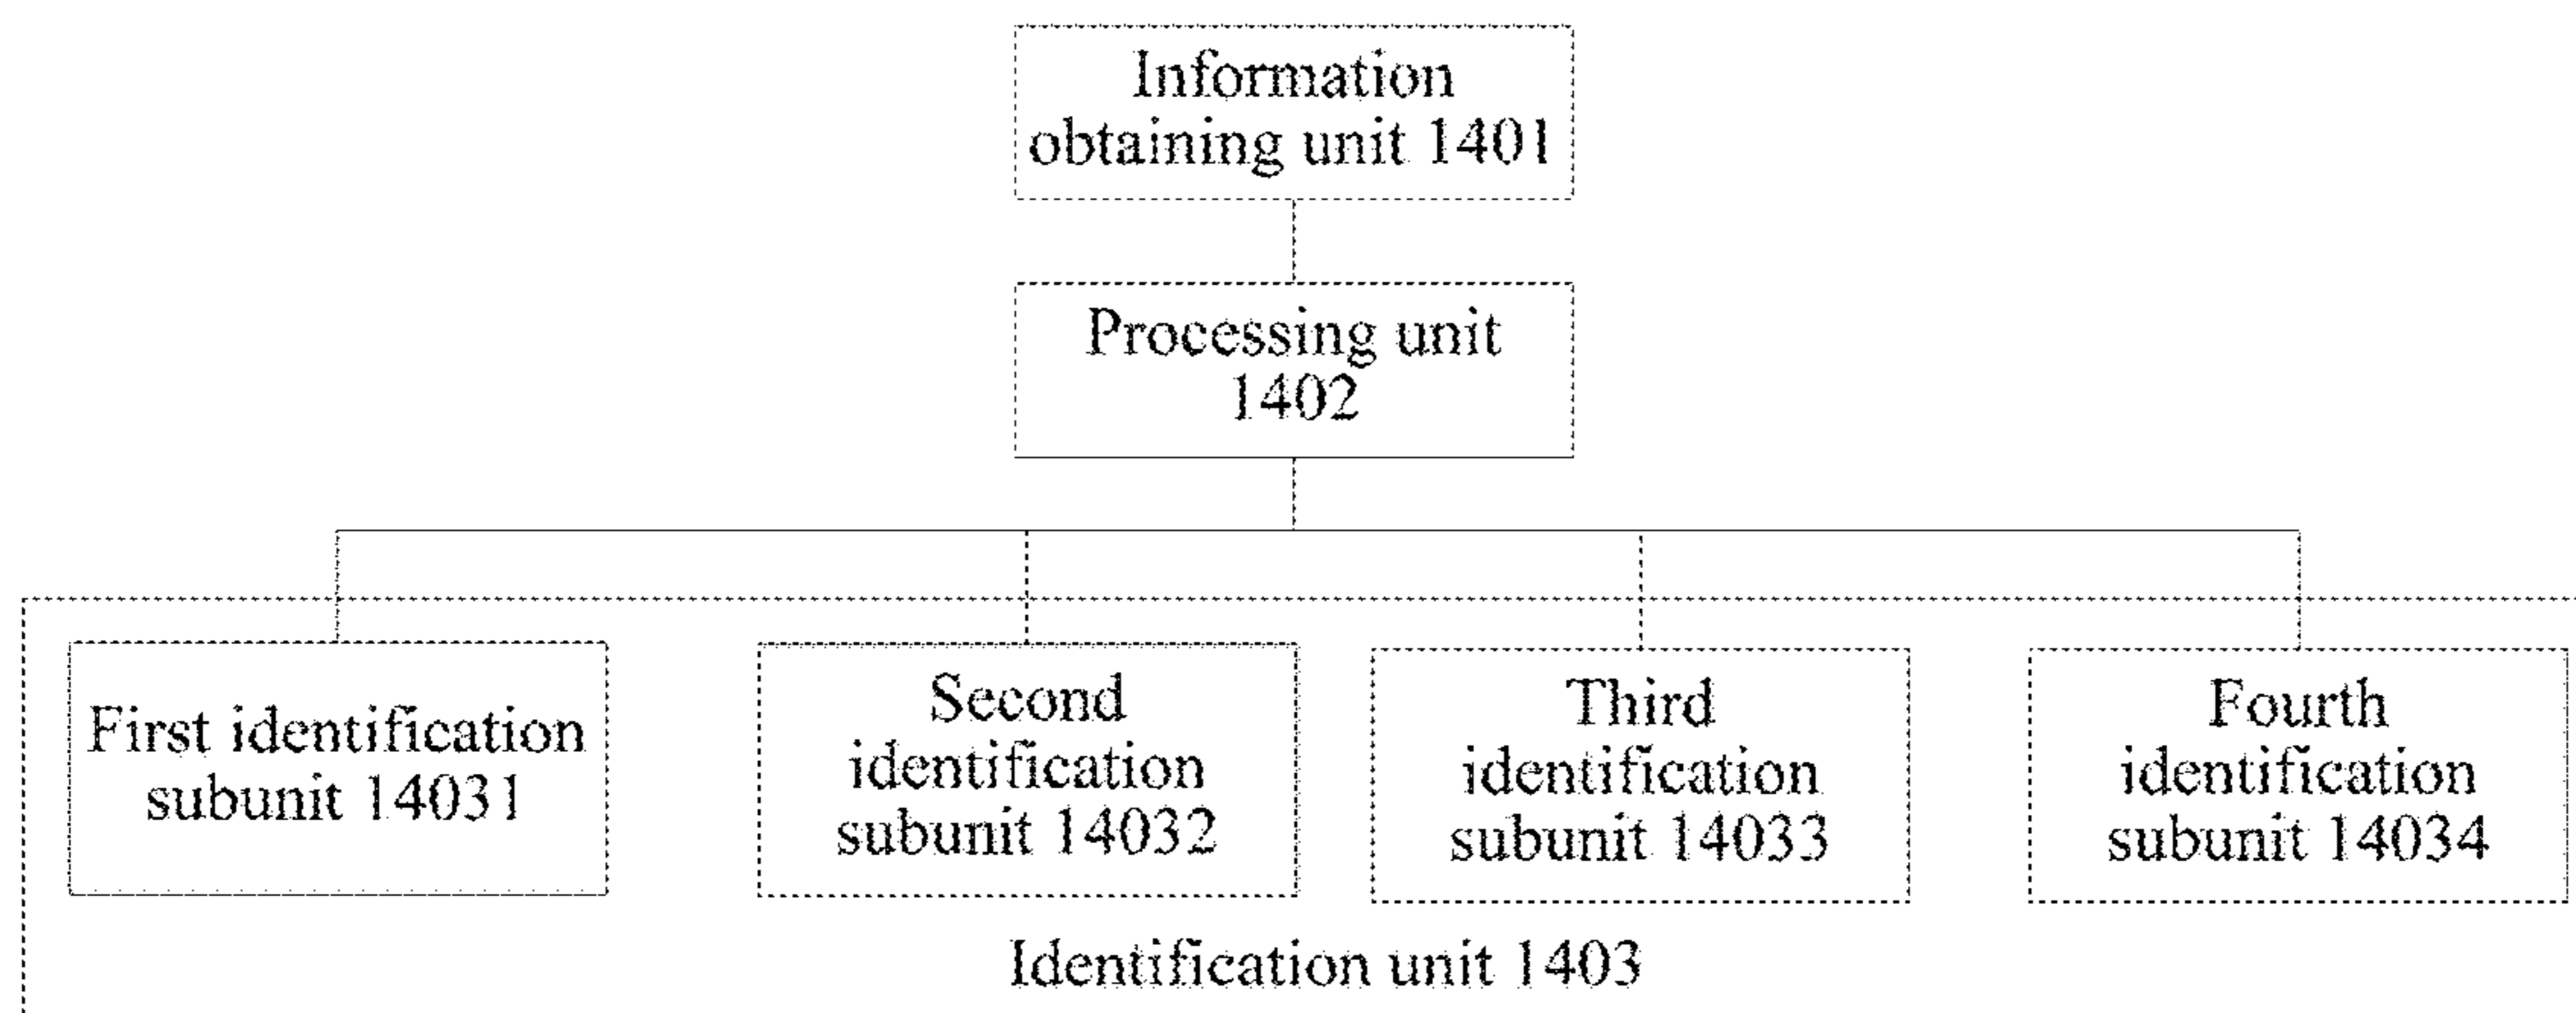 Information
obtaining unit 1401
Processing unit
1402
First identification
subunit 14031
Second
identification
subunit 14032
Third
identification
subunit 14033
Fourth
identification
subunit 14034
Identification unit 1403